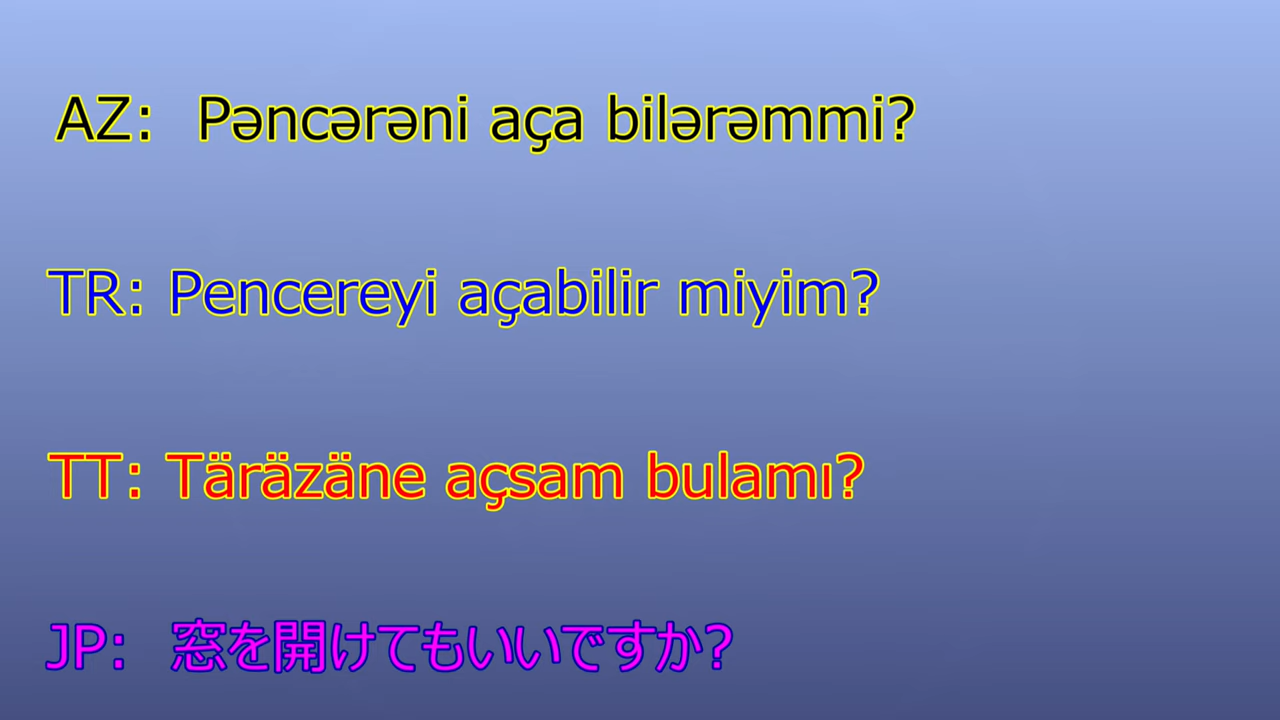 AZ: Pəncərəni aça bilərəmmi?
TR: Pencereyi açabilir miyim?
TT: Täräzäne açsam bulamı?
JP: 窓を開けてもいいですか?